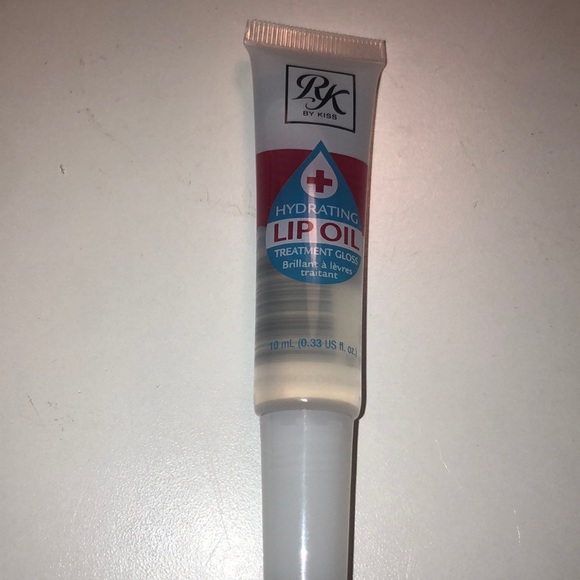 RK
BY KISS
HYDRATING
LIP OIL
TREATMENT GLOSS
Brillant à lèvres
traitant
10 mL (0.33 US fl. oz.)